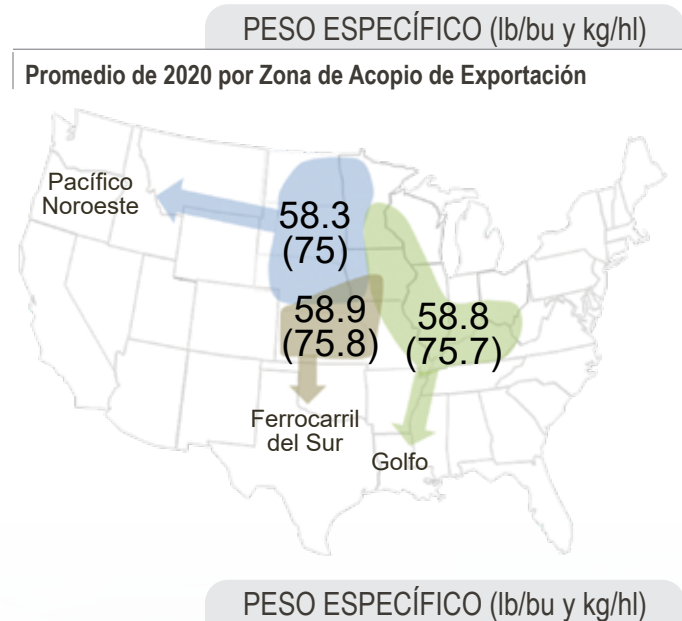 PESO ESPECÍFICO (lb/bu y kg/hl)
Promedio de 2020 por Zona de Acopio de Exportación
Pacífico
Noroeste
58.3
(75)
58.9
(75.8)
58.8
(75.7)
Ferrocarril
del Sur
Golfo
PESO ESPECÍFICO (lb/bu y kg/hl)